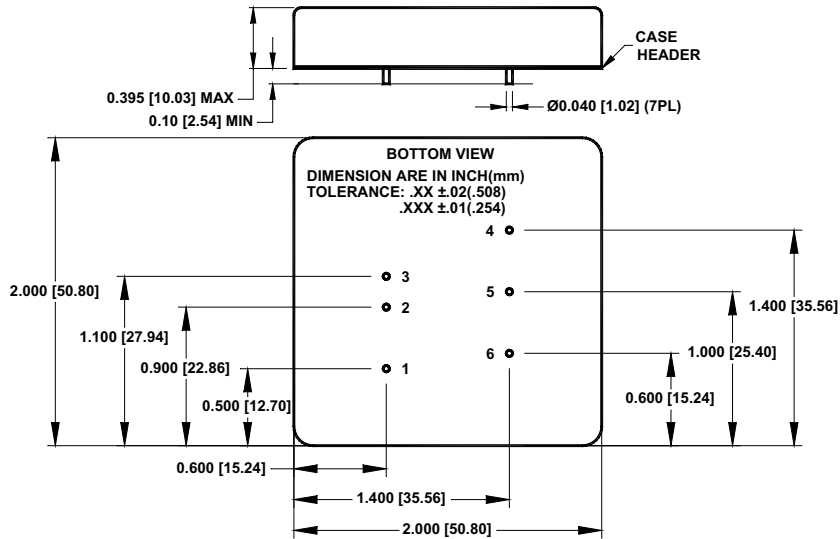 CASE
HEADER
0.395 [10.03] MAX
0.10 [2.54] MIN
Ø0.040 [1.02] (7PL)
BOTTOM VIEW
DIMENSION ARE IN INCH(mm)
TOLERANCE: .XX ±.02(.508)
.XXX ±.01(.254)
4
3
5
2
2.000 [50.80]
1.400 [35.56]
1.100 [27.94]
1.000 [25.40]
6
0.900 [22.86]
1
0.600 [15.24]
0.500 [12.70]
0.600 [15.24]
1.400 [35.56]
2.000 [50.80]